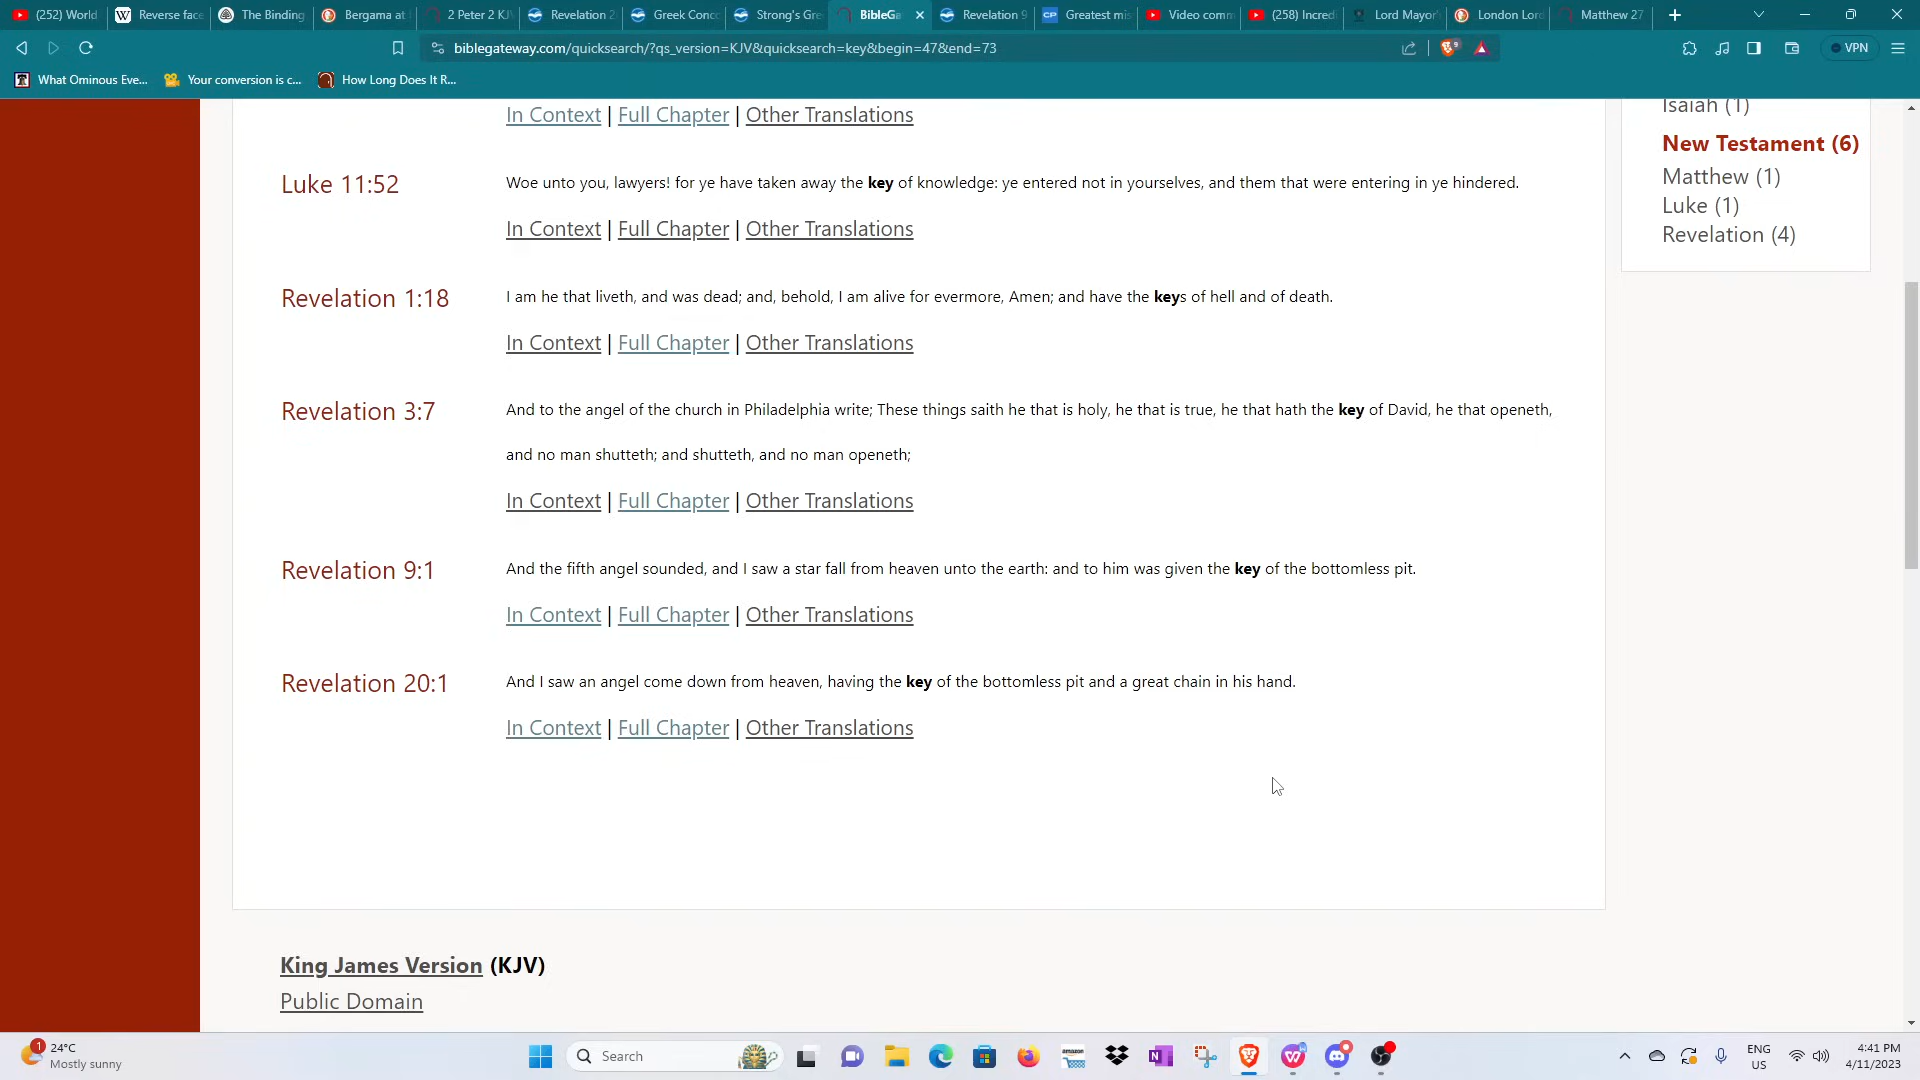 (252) World
Reverse face
The Binding
Bergama at
2 Peter 2 KJ
Revelation 2
Greek Conc
Strong's Gre
BibleGa
Revelation 9
Greatest mi
Video comm
(258) Incred
Lord Mayor'
London Lord
Matthew 27
biblegateway.com/quicksearch/?qs_version=KJV&quicksearch=key&begin=47&end=73
VPN
What Ominous Eve...
Your conversion is c...
How Long Does It R...
In Context | Full Chapter | Other Translations
Luke 11:52
Woe unto you, lawyers! for ye have taken away the key of knowledge: ye entered not in yourselves, and them that were entering in ye hindered.
In Context | Full Chapter | Other Translations
Revelation 1:18
I am he that liveth, and was dead; and, behold, I am alive for evermore, Amen; and have the keys of hell and of death.
In Context | Full Chapter | Other Translations
Revelation 3:7
And to the angel of the church in Philadelphia write; These things saith he that is holy, he that is true, he that hath the key of David, he that openeth,
and no man shutteth; and shutteth, and no man openeth;
In Context | Full Chapter | Other Translations
Revelation 9:1
And the fifth angel sounded, and I saw a star fall from heaven unto the earth: and to him was given the key of the bottomless pit.
In Context | Full Chapter | Other Translations
Revelation 20:1
And I saw an angel come down from heaven, having the key of the bottomless pit and a great chain in his hand.
In Context | Full Chapter | Other Translations
Isaiah (1)
New Testament (6)
Matthew (1)
Luke (1)
Revelation (4)
King James Version (KJV)
Public Domain
1
24°C
Mostly sunny
Search
amazon
ENG
US
4:41 PM
4/11/2023